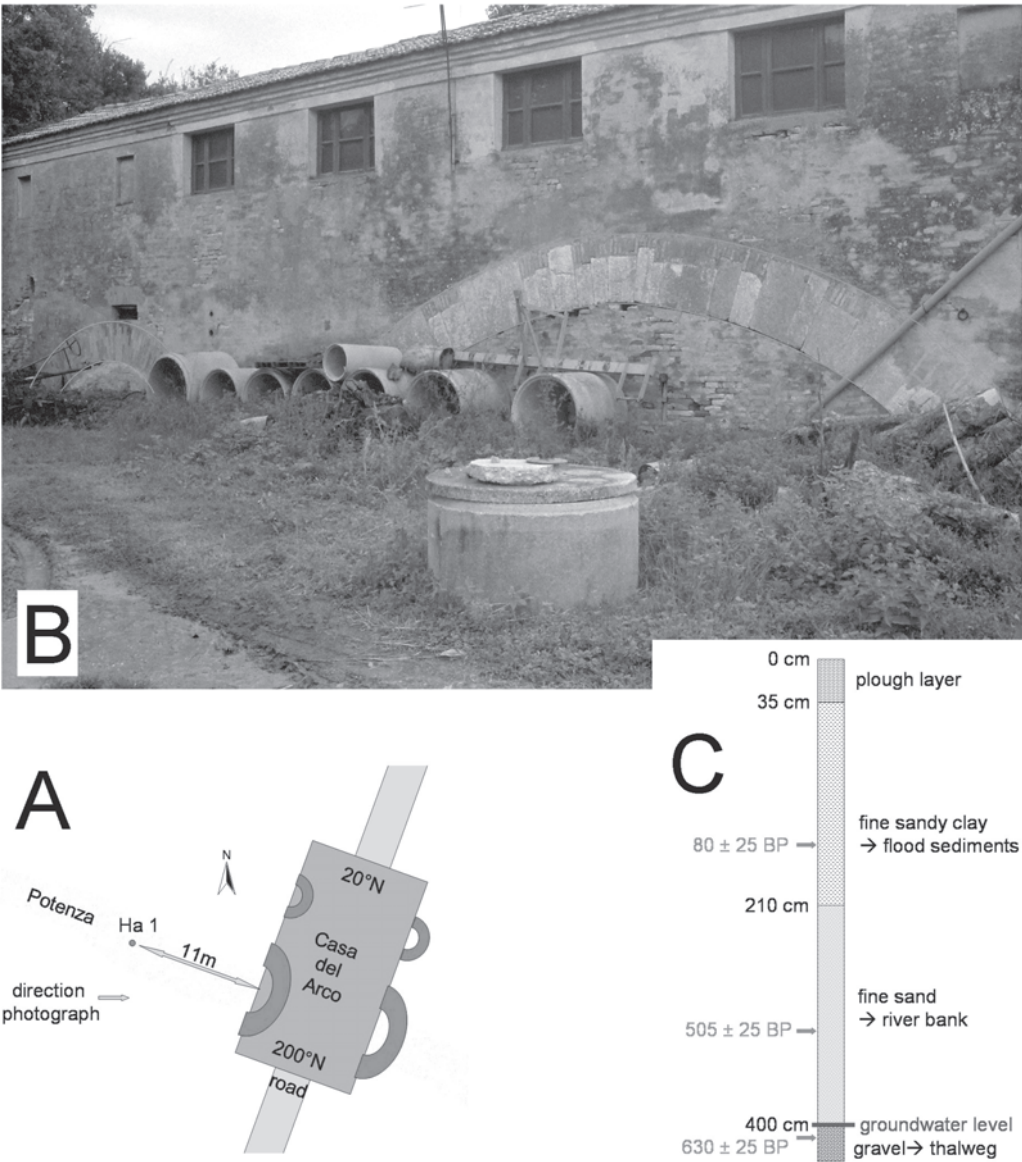 B
A
N
20°N
Potenza
Ha 1
11m
Casa
del
Arco
direction
photograph
200°N
road
C
0 cm
plough layer
35 cm
fine sandy clay
80 ± 25 BP
→ flood sediments
210 cm
fine sand
→ river bank
505 ± 25 BP
400 cm
groundwater level
630 ± 25 BP
gravel→ thalweg